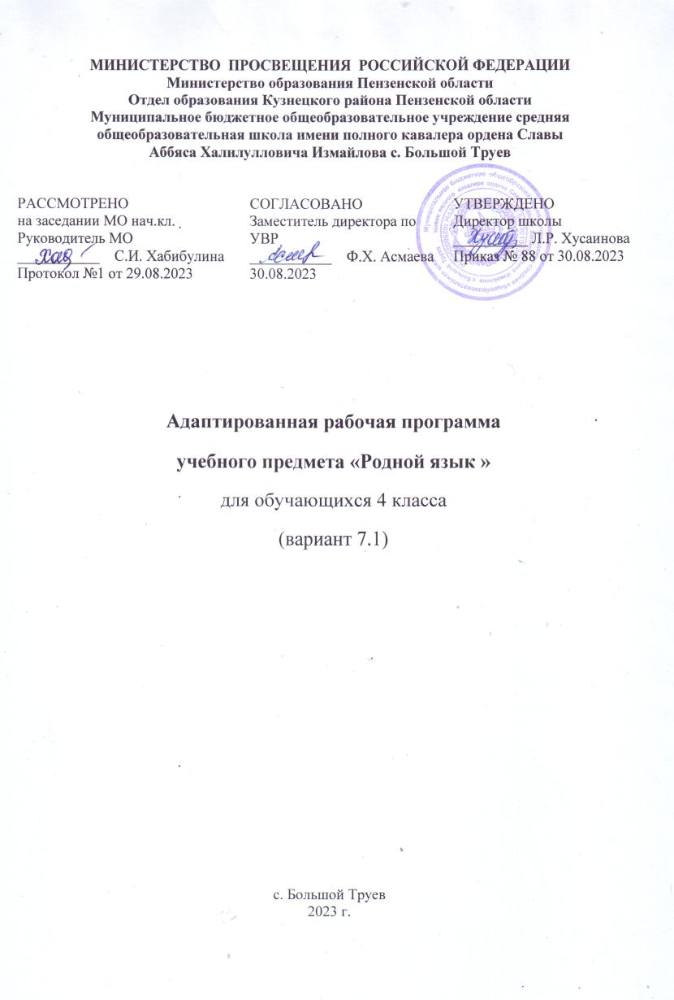 МИНИСТЕРСТВО ПРОСВЕЩЕНИЯ РОССИЙСКОЙ ФЕДЕРАЦИИ
Министерство образования Пензенской области
Отдел образования Кузнецкого района Пензенской области
Муниципальное бюджетное общеобразовательное учреждение средняя
общеобразовательная школа имени полного кавалера ордена Славы
Аббяса Халилулловича Измайлова с. Большой Труев
РАССМОТРЕНО
на заседании МО нач.кл.
Руководитель МО
С.И. Хабибулина
Протокол №1 от 29.08.2023
СОГЛАСОВАНО
Заместитель директора по
УВР
Ф.Х. Асмаева
30.08.2023
УТВЕРЖДЕНО
Директор школы
Л.Р. Хусаинова
Приказ № 88 от 30.08.2023
Адаптированная рабочая программа
учебного предмета «Родной язык »
для обучающихся 4 класса
(вариант 7.1)
с. Большой Труев
2023 г.